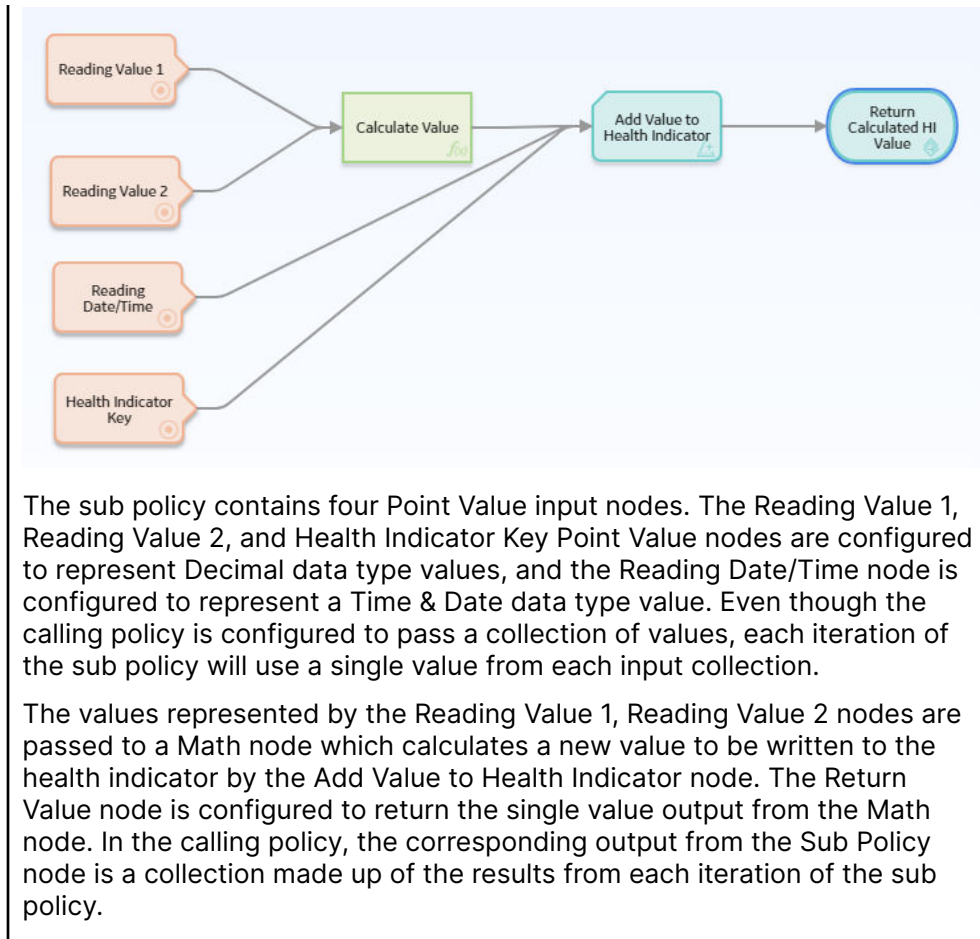 Reading Value 1
Reading Value 2
Reading
Date/Time
Health Indicator
Key
Calculate Value
f(x)
Add Value to
Health Indicator
Return
Calculated HI
Value
The sub policy contains four Point Value input nodes. The Reading Value 1,
Reading Value 2, and Health Indicator Key Point Value nodes are configured
to represent Decimal data type values, and the Reading Date/Time node is
configured to represent a Time & Date data type value. Even though the
calling policy is configured to pass a collection of values, each iteration of
the sub policy will use a single value from each input collection.
The values represented by the Reading Value 1, Reading Value 2 nodes are
passed to a Math node which calculates a new value to be written to the
health indicator by the Add Value to Health Indicator node. The Return
Value node is configured to return the single value output from the Math
node. In the calling policy, the corresponding output from the Sub Policy
node is a collection made up of the results from each iteration of the sub
policy.